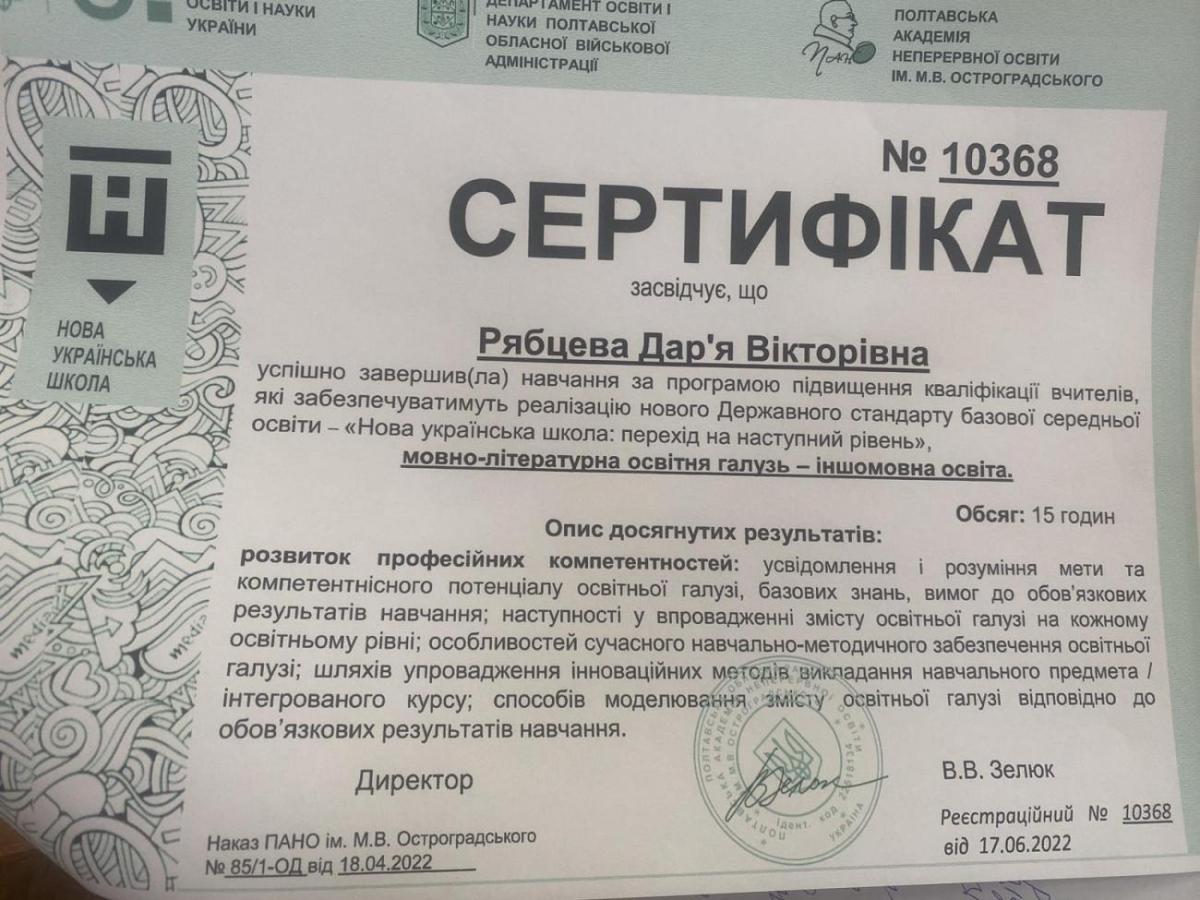 ОСВІТИ І НАУКИ
УКРАЇНИ
ДЕПАРТАМЕНТ ОСВІТИ І
НАУКИ ПОЛТАВСЬКОЇ
ОБЛАСНОЇ ВІЙСЬКОВОЇ
АДМІНІСТРАЦІЇ
ПАНО
ПОЛТАВСЬКА
АКАДЕМІЯ
НЕПЕРЕРВНОЇ ОСВІТИ
ІМ. М.В. ОСТРОГРАДСЬКОГО
НОВА
УКРАЇНСЬКА
ШКОЛА
№ 10368
СЕРТИФІКАТ
засвідчує, що
Рябцева Дар'я Вікторівна
успішно завершив(ла) навчання за програмою підвищення кваліфікації вчителів,
які забезпечуватимуть реалізацію нового Державного стандарту базової середньої
освіти – «Нова українська школа: перехід на наступний рівень»,
мовно-літературна освітня галузь – іншомовна освіта.
Обсяг: 15 годин
Опис досягнутих результатів:
розвиток професійних компетентностей: усвідомлення і розуміння мети та
компетентнісного потенціалу освітньої галузі, базових знань, вимог до обов'язкових
результатів навчання; наступності у впровадженні змісту освітньої галузі на кожному
освітньому рівні; особливостей сучасного навчально-методичного забезпечення освітньої
галузі; шляхів упровадження інноваційних методів викладання навчального предмета /
інтегрованого курсу; способів моделювання змісту освітньої галузі відповідно до
обов'язкових результатів навчання.
media
media
Директор
В.В. Зелюк
Наказ ПАНО ім. М.В. Остроградського
№ 85/1-ОД від 18.04.2022
Реєстраційний № 10368
від 17.06.2022
Ідент. код 22518134
УКРАЇНА